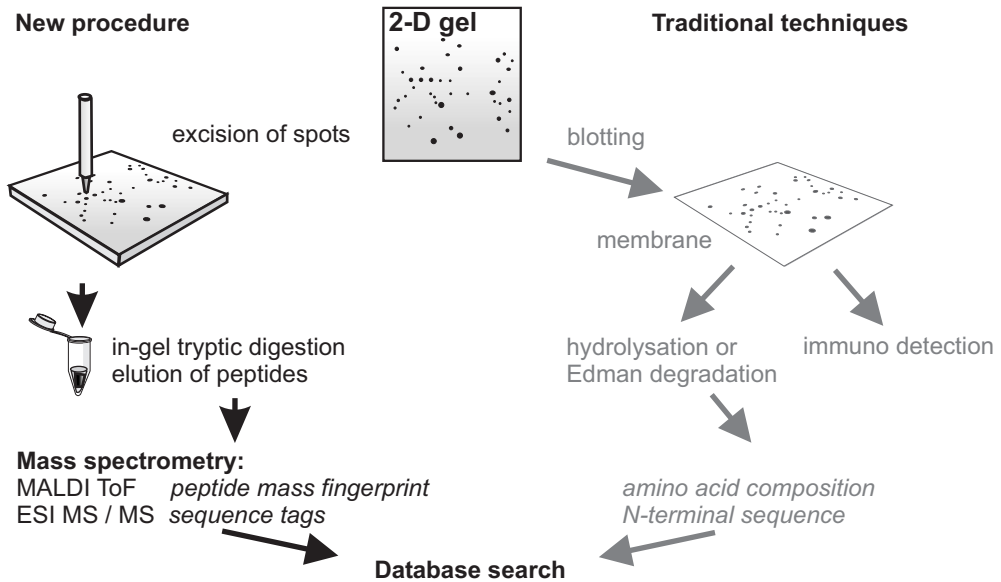 New procedure
2-D gel
Traditional techniques
excision of spots
blotting
membrane
in-gel tryptic digestion
elution of peptides
hydrolysation or
Edman degradation
immuno detection
Mass spectrometry:
MALDI ToF peptide mass fingerprint
ESI MS / MS sequence tags
amino acid composition
N-terminal sequence
Database search